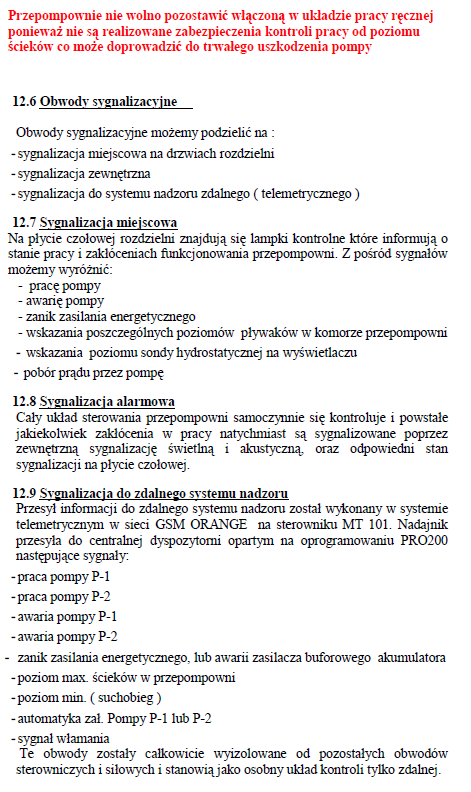 Przepompownie nie wolno pozostawić włączoną w układzie pracy ręcznej
ponieważ nie są realizowane zabezpieczenia kontroli pracy od poziomu
ścieków co może doprowadzić do trwałego uszkodzenia pompy
12.6 Obwody sygnalizacyjne
Obwody sygnalizacyjne możemy podzielić na :
- sygnalizacja miejscowa na drzwiach rozdzielni
- sygnalizacja zewnętrzna
- sygnalizacja do systemu nadzoru zdalnego ( telemetrycznego )
12.7 Sygnalizacja miejscowa
Na płycie czołowej rozdzielni znajdują się lampki kontrolne które informują o
stanie pracy i zakłóceniach funkcjonowania przepompowni. Z pośród sygnałów
możemy wyróżnić:
- pracę pompy
- awarię pompy
- zanik zasilania energetycznego
- wskazania poszczególnych poziomów pływaków w komorze przepompowni
- wskazania poziomu sondy hydrostatycznej na wyświetlaczu
- pobór prądu przez pompę
12.8 Sygnalizacja alarmowa
Cały układ sterowania przepompowni samoczynnie się kontroluje i powstałe
jakiekolwiek zakłócenia w pracy natychmiast są sygnalizowane poprzez
zewnętrzną sygnalizację świetlną i akustyczną, oraz odpowiedni stan
sygnalizacji na płycie czołowej.
12.9 Sygnalizacja do zdalnego systemu nadzoru
Przesył informacji do zdalnego systemu nadzoru został wykonany w systemie
telemetrycznym w sieci GSM ORANGE na sterowniku MT 101. Nadajnik
przesyła do centralnej dyspozytorni opartym na oprogramowaniu PRO200
następujące sygnały:
- praca pompy P-1
- praca pompy P-2
- awaria pompy P-1
- awaria pompy P-2
- zanik zasilania energetycznego, lub awarii zasilacza buforowego akumulatora
- poziom max. ścieków w przepompowni
- poziom min. ( suchobieg )
- automatyka zał. Pompy P-1 lub P-2
- sygnał włamania
Te obwody zostały całkowicie wyizolowane od pozostałych obwodów
sterowniczych i siłowych i stanowią jako osobny układ kontroli tylko zdalnej.